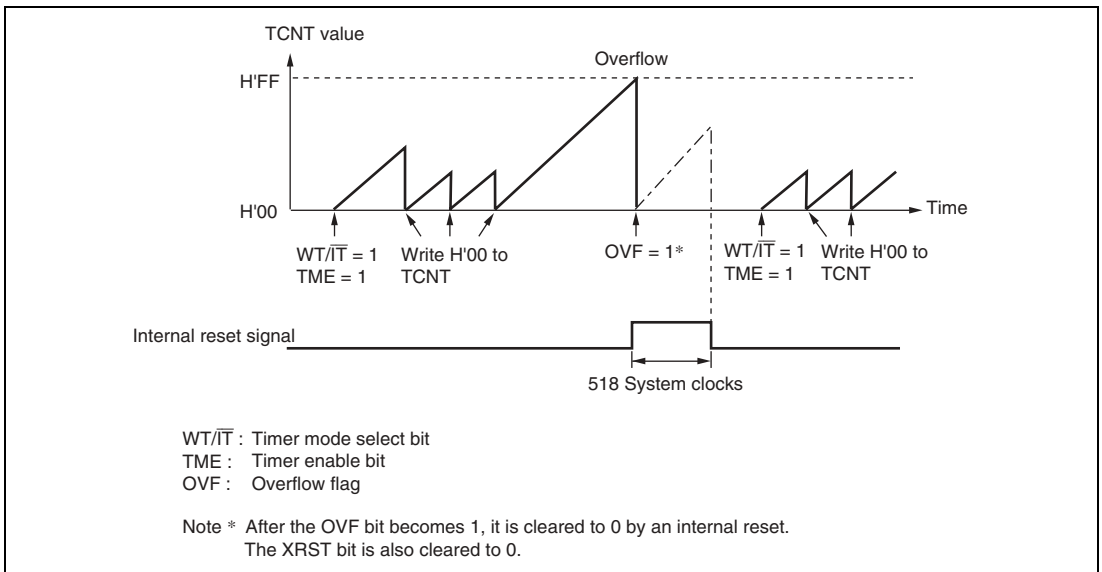 TCNT value
Overflow
H'FF
H'00
Time
WT/IT̅ = 1
TME = 1
Write H'00 to
TCNT
OVF = 1*
WT/IT̅ = 1
TME = 1
Write H'00 to
TCNT
Internal reset signal
518 System clocks
WT/IT̅ : Timer mode select bit
TME : Timer enable bit
OVF : Overflow flag
Note * After the OVF bit becomes 1, it is cleared to 0 by an internal reset.
The XRST bit is also cleared to 0.